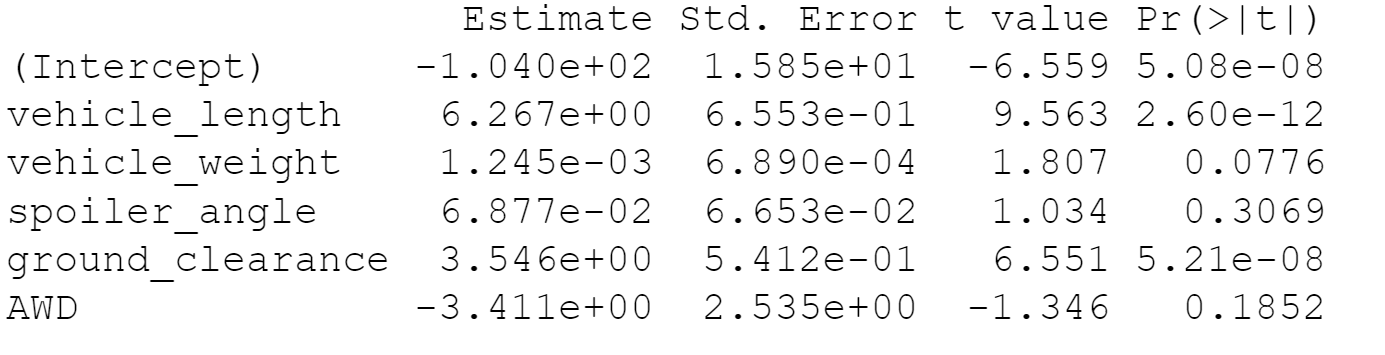 Estimate Std. Error t value Pr(>|t|)
(Intercept) -1.040e+02 1.585e+01 -6.559 5.08e-08
vehicle_length 6.267e+00 6.553e-01 9.563 2.60e-12
vehicle_weight 1.245e-03 6.890e-04 1.807 0.0776
spoiler_angle 6.877e-02 6.653e-02 1.034 0.3069
ground_clearance 3.546e+00 5.412e-01 6.551 5.21e-08
AWD -3.411e+00 2.535e+00 -1.346 0.1852